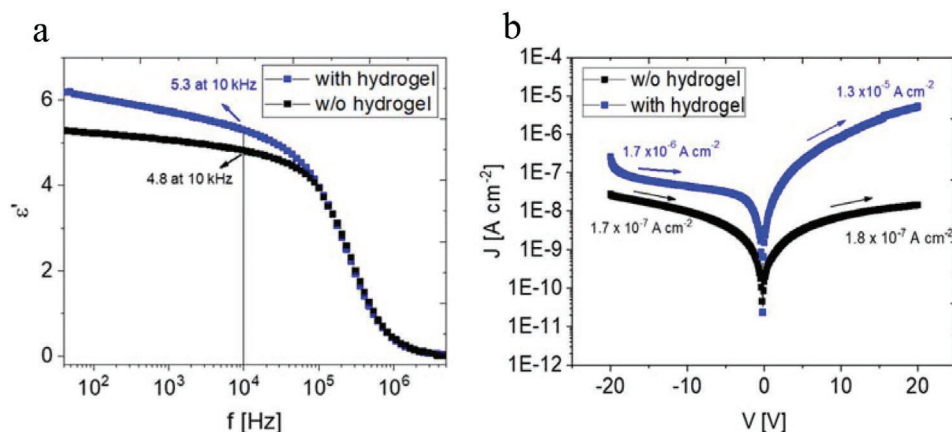 a
with hydrogel
w/o hydrogel
5.3 at 10 kHz
4.8 at 10 kHz
ε'
6
4
2
0
10² 10³ 10⁴ 10⁵ 10⁶
f [Hz]
b
w/o hydrogel
with hydrogel
1.3 x10⁻⁵ A cm⁻²
1.7 x10⁻⁶ A cm⁻²
1.7 x 10⁻⁷ A cm⁻²
1.8 x 10⁻⁷ A cm⁻²
J [A cm⁻²]
1E-4
1E-5
1E-6
1E-7
1E-8
1E-9
1E-10
1E-11
1E-12
-20 -10 0 10 20
V [V]